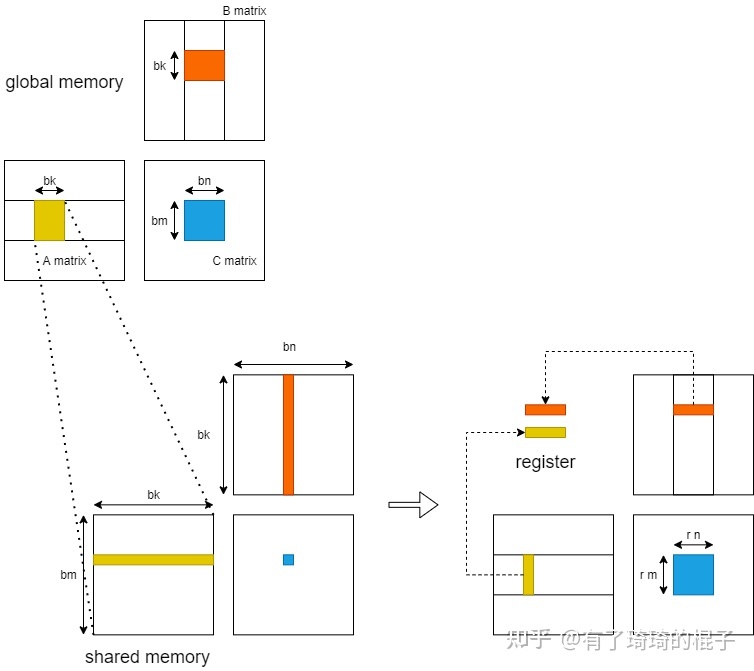 B matrix
bk
global memory
bk
bn
bm
A matrix
C matrix
bn
bk
bk
register
bm
r n
r m
shared memory
知乎 @有了琦琦的棍子